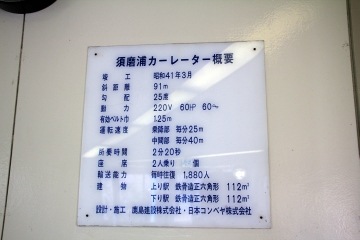 須磨浦カーレーター概要
竣工 昭和41年3月
斜距離 91m
勾配 25度
動力 220V 60HP 60～
有効ベルト巾 1.25m
運転速度 乗降部 毎分25m
中間部 毎分40m
所要時間 2分20秒
座席 2人乗り 個
輸送能力 毎時往復 1,880人
建物 上り駅 鉄骨造正六角形 112m²
下り駅 鉄骨造正六角形 112m²
設計・施工 鹿島建設株式会社・日本コンベヤ株式会社